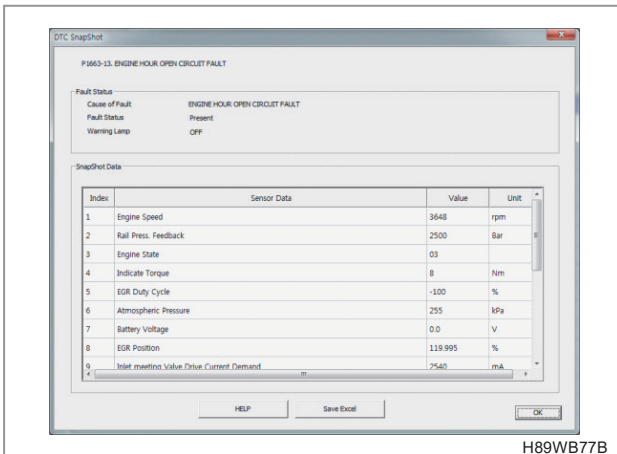 DTC SnapShot
P1663-13. ENGINE HOUR OPEN CIRCUIT FAULT
Fault Status
Cause of Fault ENGINE HOUR OPEN CIRCUIT FAULT
Fault Status Present
Warning Lamp OFF
SnapShot Data
Index Sensor Data Value Unit
1 Engine Speed 3648 rpm
2 Rail Press. Feedback 2500 Bar
3 Engine State 03
4 Indicate Torque 8 Nm
5 EGR Duty Cycle -100 %
6 Atmospheric Pressure 255 kPa
7 Battery Voltage 0.0 V
8 EGR Position 119.995 %
9 Inlet meeting Valve Drive Current Demand 2540 mA
HELP Save Excel OK
H89WB77B